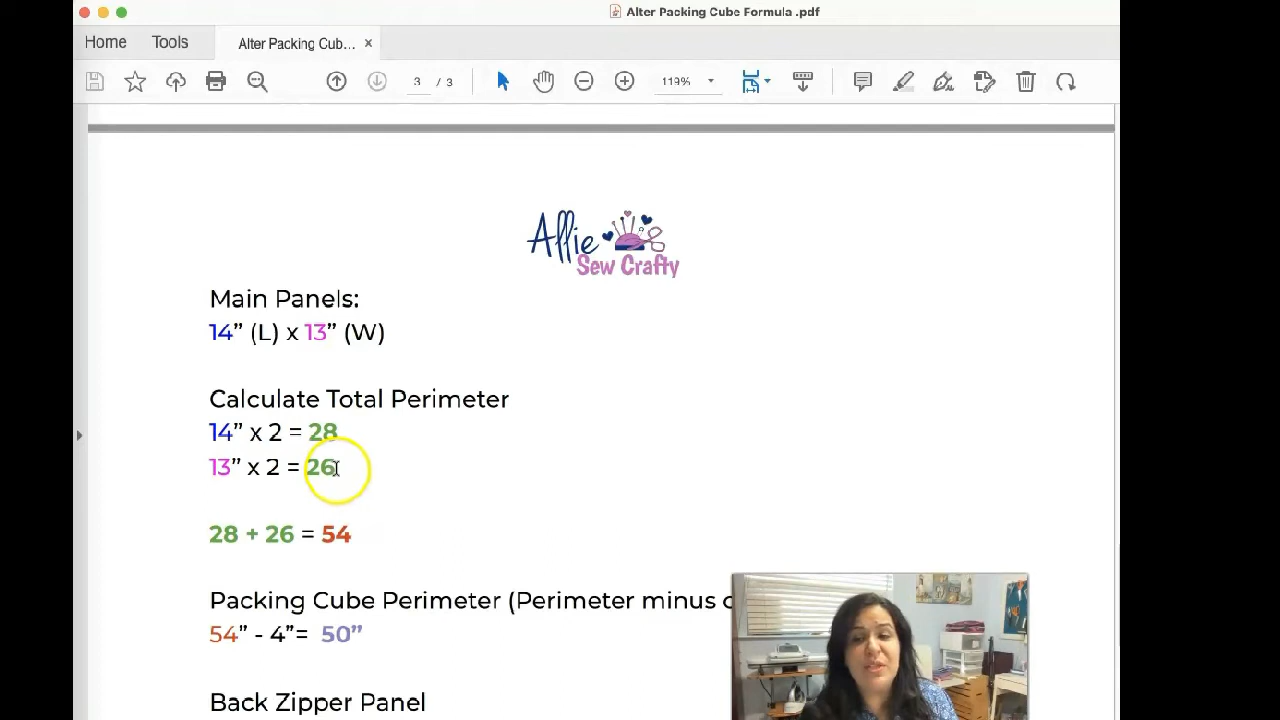 Alter Packing Cube Formula .pdf
Home Tools Alter Packing Cub... ×
3 / 3 119%
Allie
Sew Crafty
Main Panels:
14” (L) x 13” (W)
Calculate Total Perimeter
14” x 2 = 28
13” x 2 = 26
28 + 26 = 54
Packing Cube Perimeter (Perimeter minus
54” - 4”= 50”
Back Zipper Panel